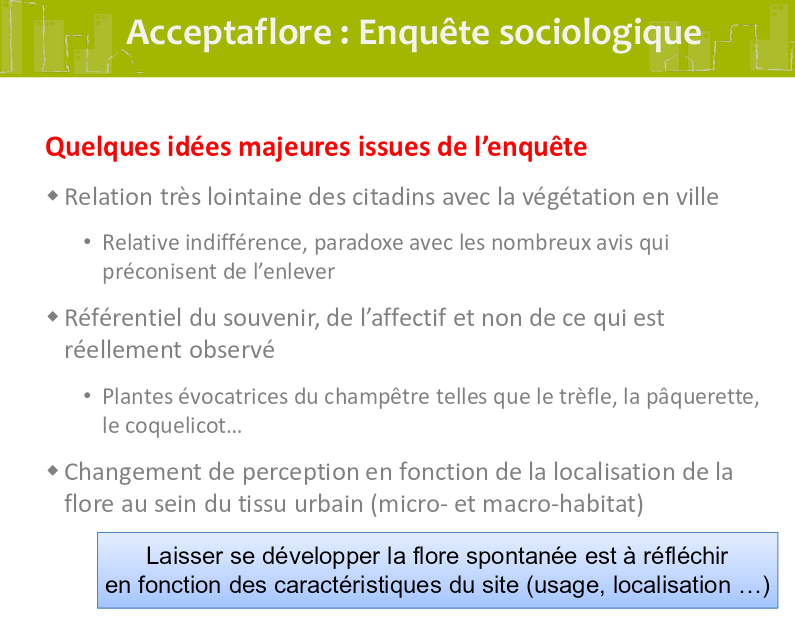 Acceptaflore : Enquête sociologique
Quelques idées majeures issues de l’enquête
Relation très lointaine des citadins avec la végétation en ville
• Relative indifférence, paradoxe avec les nombreux avis qui
préconisent de l’enlever
Référentiel du souvenir, de l’affectif et non de ce qui est
réellement observé
• Plantes évocatrices du champêtre telles que le trèfle, la pâquerette,
le coquelicot…
Changement de perception en fonction de la localisation de la
flore au sein du tissu urbain (micro- et macro-habitat)
Laisser se développer la flore spontanée est à réfléchir
en fonction des caractéristiques du site (usage, localisation …)